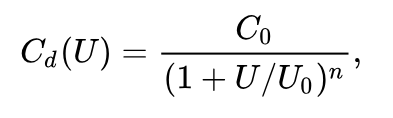 C_d(U) = \frac{C_0}{(1 + U/U_0)^n},